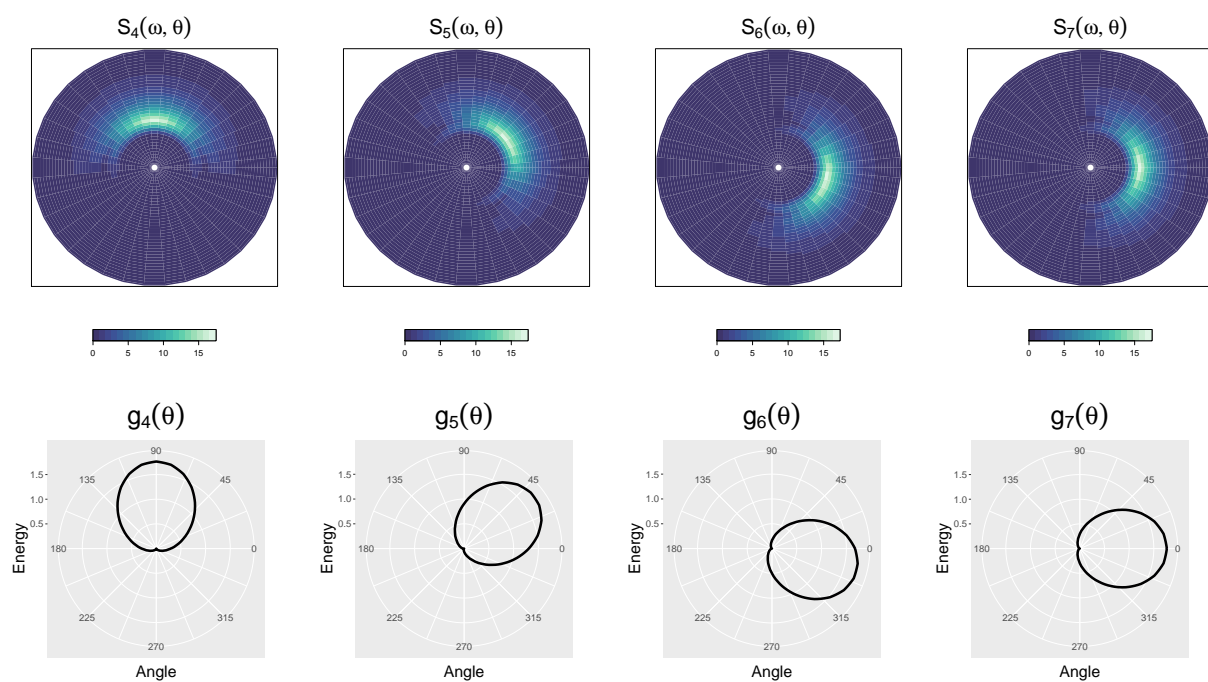 S4(ω, θ) S5(ω, θ) S6(ω, θ) S7(ω, θ)
0 5 10 15 0 5 10 15 0 5 10 15 0 5 10 15
g4(θ) g5(θ) g6(θ) g7(θ)
90 90 90 90
135 45 135 45 135 45 135 45
1.5 1.5 1.5 1.5
1.0 1.0 1.0 1.0
0.5 0.5 0.5 0.5
Energy Energy Energy Energy
180 0 180 0 180 0 180 0
225 315 225 315 225 315 225 315
270 270 270 270
Angle Angle Angle Angle